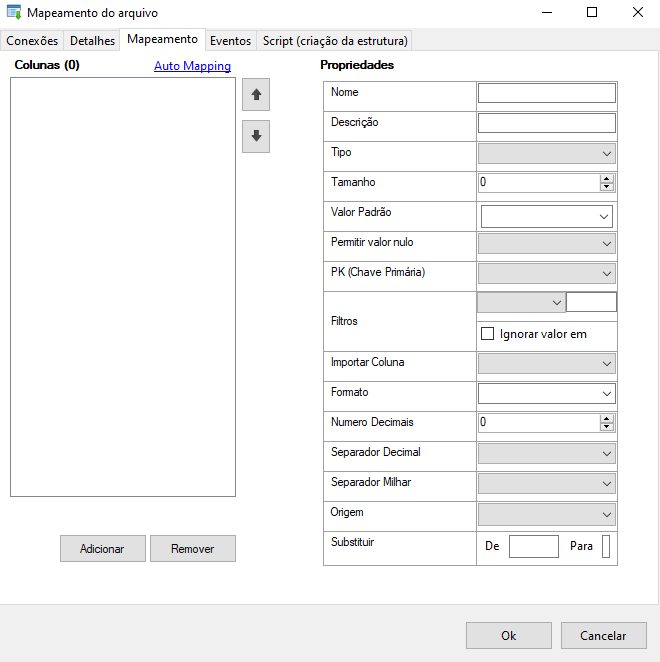 Mapeamento do arquivo
Conexões Detalhes Mapeamento Eventos Script (criação da estrutura)
Colunas (0) Auto Mapping
Propriedades
Nome
Descrição
Tipo
Tamanho 0
Valor Padrão
Permitir valor nulo
PK (Chave Primária)
Filtros
Ignorar valor em
Importar Coluna
Formato
Numero Decimais 0
Separador Decimal
Separador Milhar
Origem
Substituir De Para
Adicionar Remover
Ok Cancelar